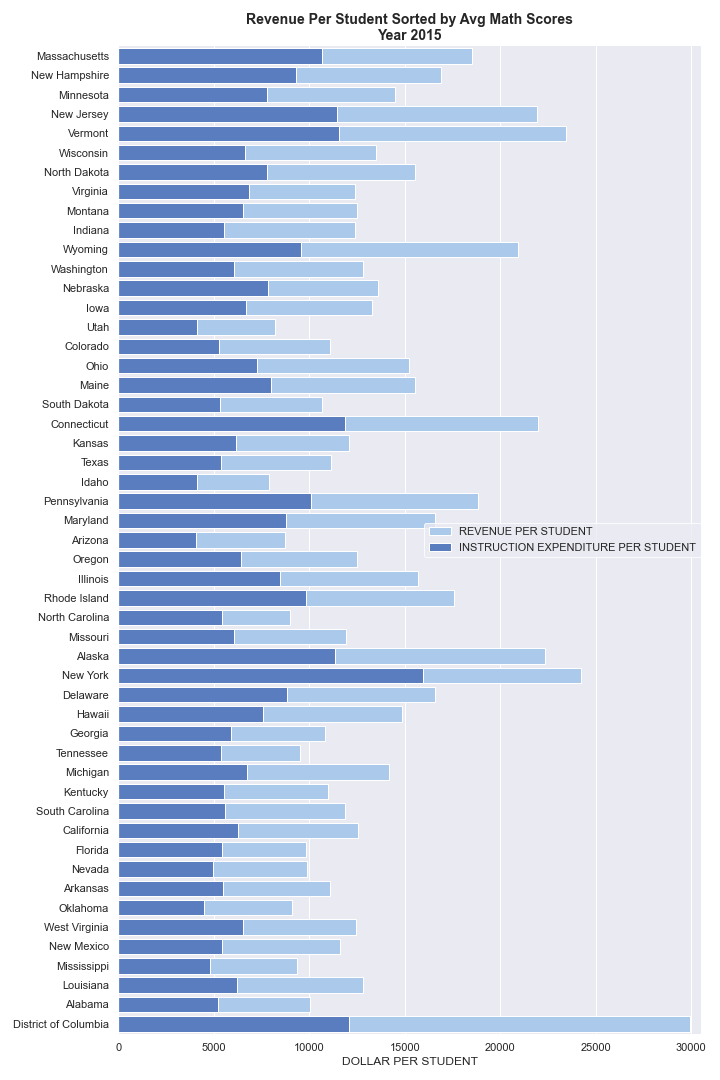 Revenue Per Student Sorted by Avg Math Scores
Year 2015
Massachusetts
New Hampshire
Minnesota
New Jersey
Vermont
Wisconsin
North Dakota
Virginia
Montana
Indiana
Wyoming
Washington
Nebraska
Iowa
Utah
Colorado
Ohio
Maine
South Dakota
Connecticut
Kansas
Texas
Idaho
Pennsylvania
Maryland
REVENUE PER STUDENT
Arizona
INSTRUCTION EXPENDITURE PER STUDENT
Oregon
Illinois
Rhode Island
North Carolina
Missouri
Alaska
New York
Delaware
Hawaii
Georgia
Tennessee
Michigan
Kentucky
South Carolina
California
Florida
Nevada
Arkansas
Oklahoma
West Virginia
New Mexico
Mississippi
Louisiana
Alabama
District of Columbia
0 5000 10000 15000 20000 25000 30000
DOLLAR PER STUDENT